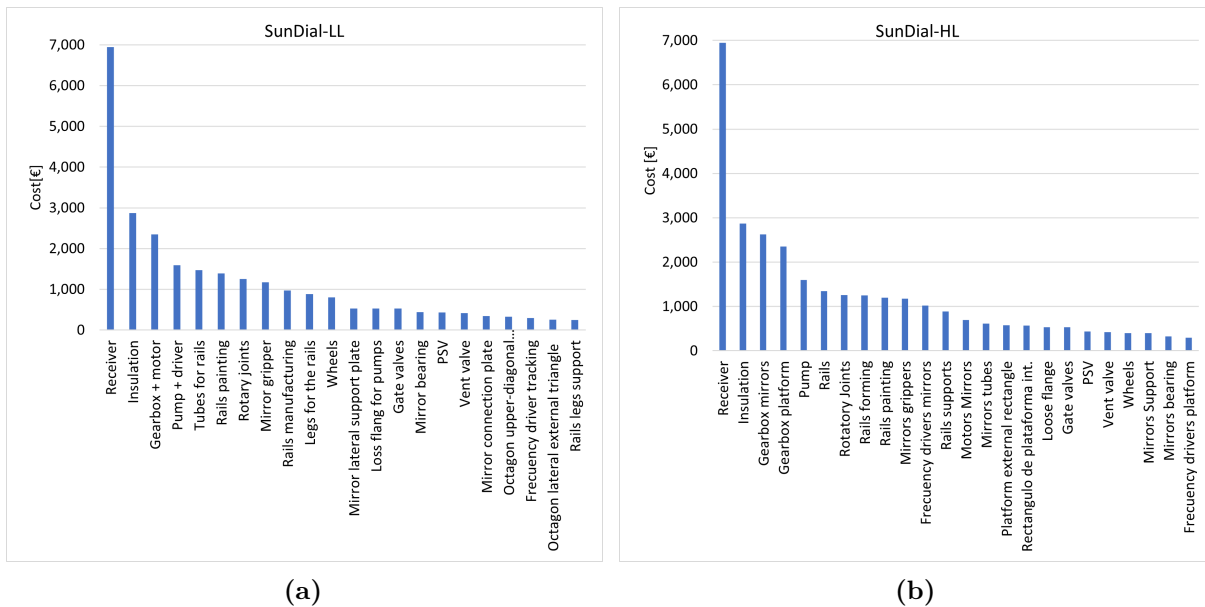 SunDial-LL
7,000
6,000
5,000
4,000
3,000
2,000
1,000
0
Cost[€]
Receiver
Insulation
Gearbox + motor
Pump + driver
Tubes for rails
Rails painting
Rotary joints
Mirror gripper
Rails manufacturing
Legs for the rails
Wheels
Mirror lateral support plate
Loss flang for pumps
Gate valves
Mirror bearing
PSV
Vent valve
Mirror connection plate
Octagon upper-diagonal...
Frecuency driver tracking
Octagon lateral external triangle
Rails legs support
(a)
SunDial-HL
7,000
6,000
5,000
4,000
3,000
2,000
1,000
0
Cost [€]
Receiver
Insulation
Gearbox mirrors
Gearbox platform
Pump
Rails
Rotatory Joints
Rails forming
Rails painting
Mirrors grippers
Frecuency drivers mirrors
Rails supports
Motors Mirrors
Mirrors tubes
Platform external rectangle
Rectangulo de plataforma int.
Loose flange
Gate valves
PSV
Vent valve
Wheels
Mirrors Support
Mirrors bearing
Frecuency drivers platform
(b)